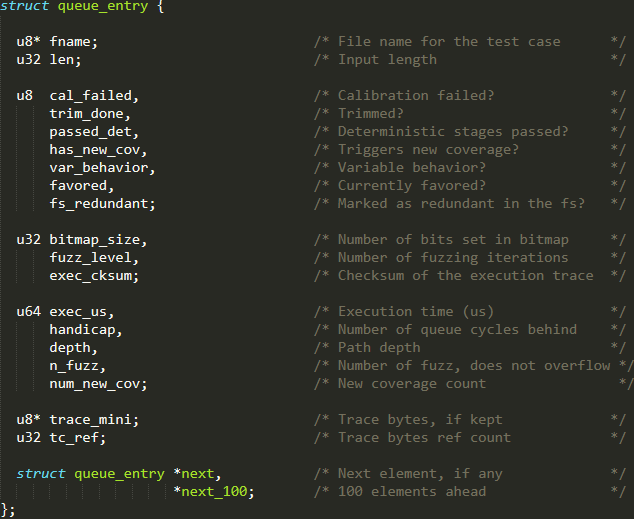 struct queue_entry {
u8* fname; /* File name for the test case */
u32 len; /* Input length */
u8 cal_failed, /* Calibration failed? */
trim_done, /* Trimmed? */
passed_det, /* Deterministic stages passed? */
has_new_cov, /* Triggers new coverage? */
var_behavior, /* Variable behavior? */
favored, /* Currently favored? */
fs_redundant; /* Marked as redundant in the fs? */
u32 bitmap_size, /* Number of bits set in bitmap */
fuzz_level, /* Number of fuzzing iterations */
exec_cksum; /* Checksum of the execution trace */
u64 exec_us, /* Execution time (us) */
handicap, /* Number of queue cycles behind */
depth, /* Path depth */
n_fuzz, /* Number of fuzz, does not overflow */
num_new_cov; /* New coverage count */
u8* trace_mini; /* Trace bytes, if kept */
u32 tc_ref; /* Trace bytes ref count */
struct queue_entry *next, /* Next element, if any */
*next_100; /* 100 elements ahead */
};